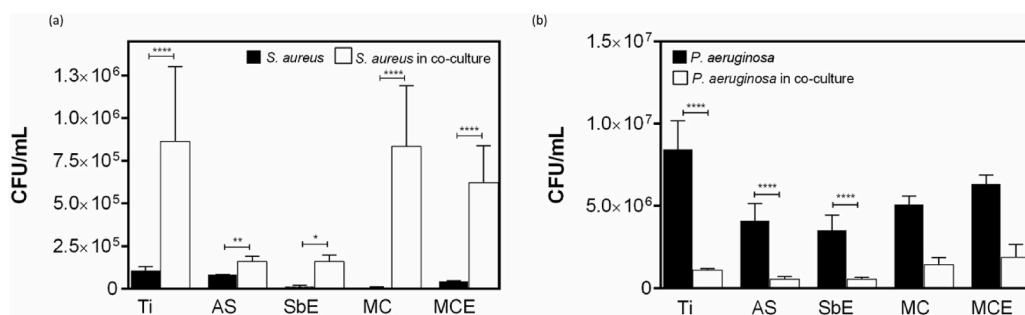 (a)
CFU/mL
1.3× 10⁶
1.0× 10⁶
7.5× 10⁵
5.0× 10⁵
2.5× 10⁵
0
S. aureus
S. aureus in co-culture
****
**
*
****
****
Ti AS SbE MC MCE
(b)
CFU/mL
1.5× 10⁷
1.0× 10⁷
5.0× 10⁶
0
P. aeruginosa
P. aeruginosa in co-culture
****
****
****
Ti AS SbE MC MCE